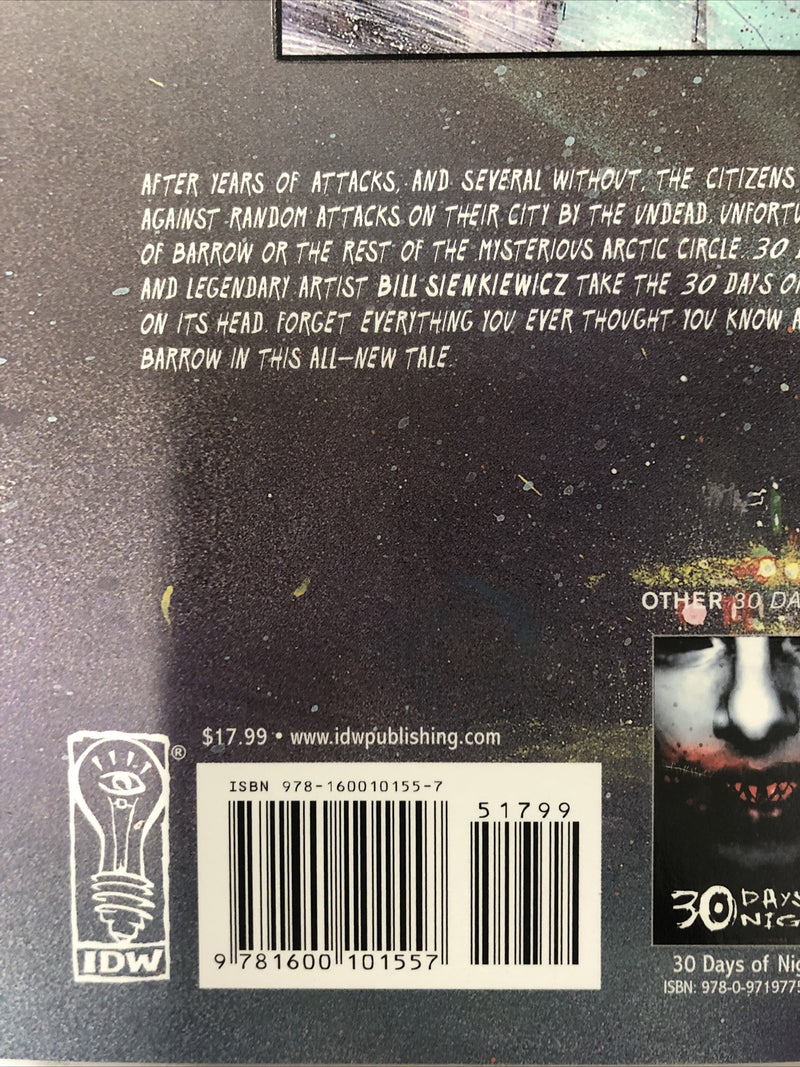 AFTER YEARS OF ATTACKS, AND SEVERAL WITHOUT, THE CITIZENS
AGAINST RANDOM ATTACKS ON THEIR CITY BY THE UNDEAD. UNFORTU
OF BARROW OR THE REST OF THE MYSTERIOUS ARCTIC CIRCLE. 30 D
AND LEGENDARY ARTIST BILL SIENKIEWICZ TAKE THE 30 DAYS OF
ON ITS HEAD. FORGET EVERYTHING YOU EVER THOUGHT YOU KNOW A
BARROW IN THIS ALL-NEW TALE.
OTHER 30 DA
$17.99 • www.idwpublishing.com
ISBN 978-160010155-7
51799
9 781600 101557
IDW
®
30 DAYS
NIG
30 Days of Nig
ISBN: 978-0-9719775